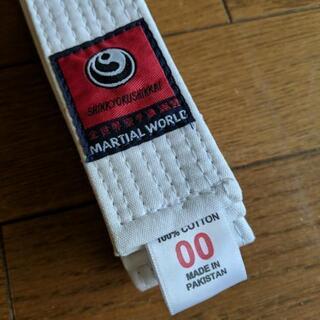 SHINKYOKUSHINKAI
MARTIAL WORLD
100% COTTON
00
MADE IN
PAKISTAN